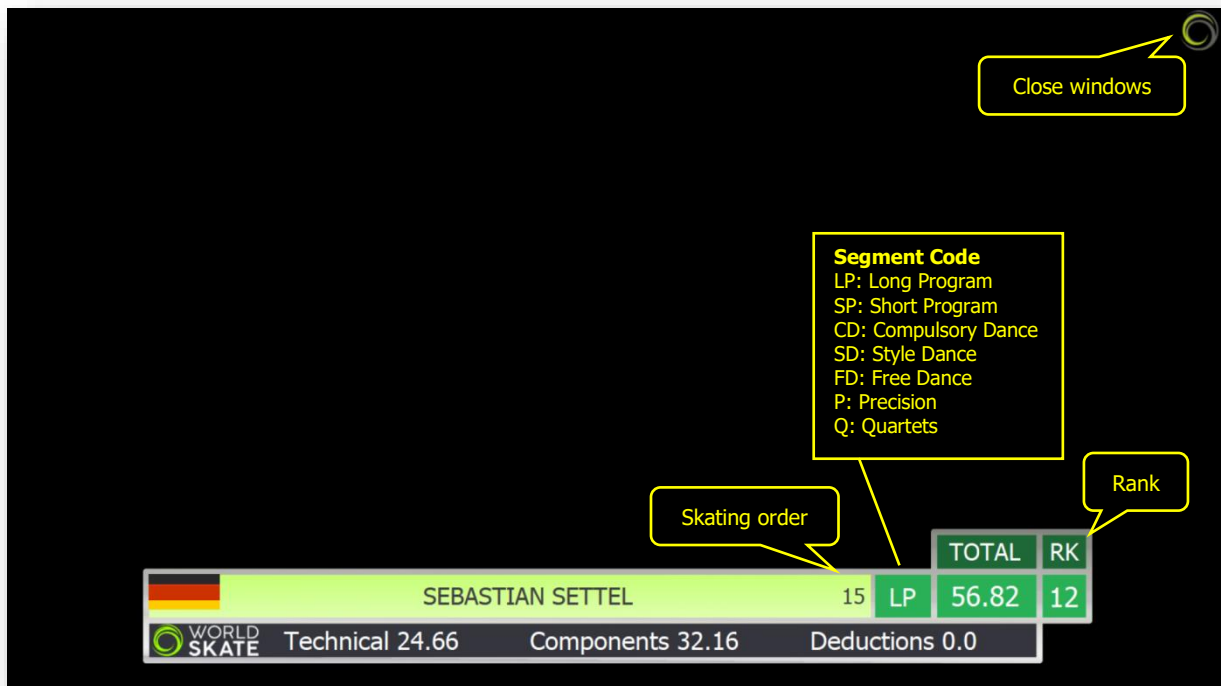 Close windows
Segment Code
LP: Long Program
SP: Short Program
CD: Compulsory Dance
SD: Style Dance
FD: Free Dance
P: Precision
Q: Quartets
Rank
Skating order
TOTAL RK
SEBASTIAN SETTEL 15 LP 56.82 12
WORLD
SKATE
Technical 24.66 Components 32.16 Deductions 0.0